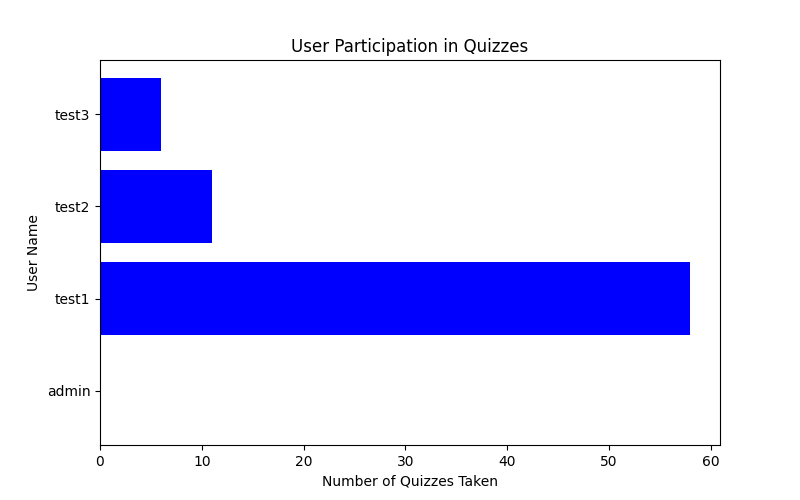 User Participation in Quizzes
test3
test2
test1
admin
User Name
0 10 20 30 40 50 60
Number of Quizzes Taken